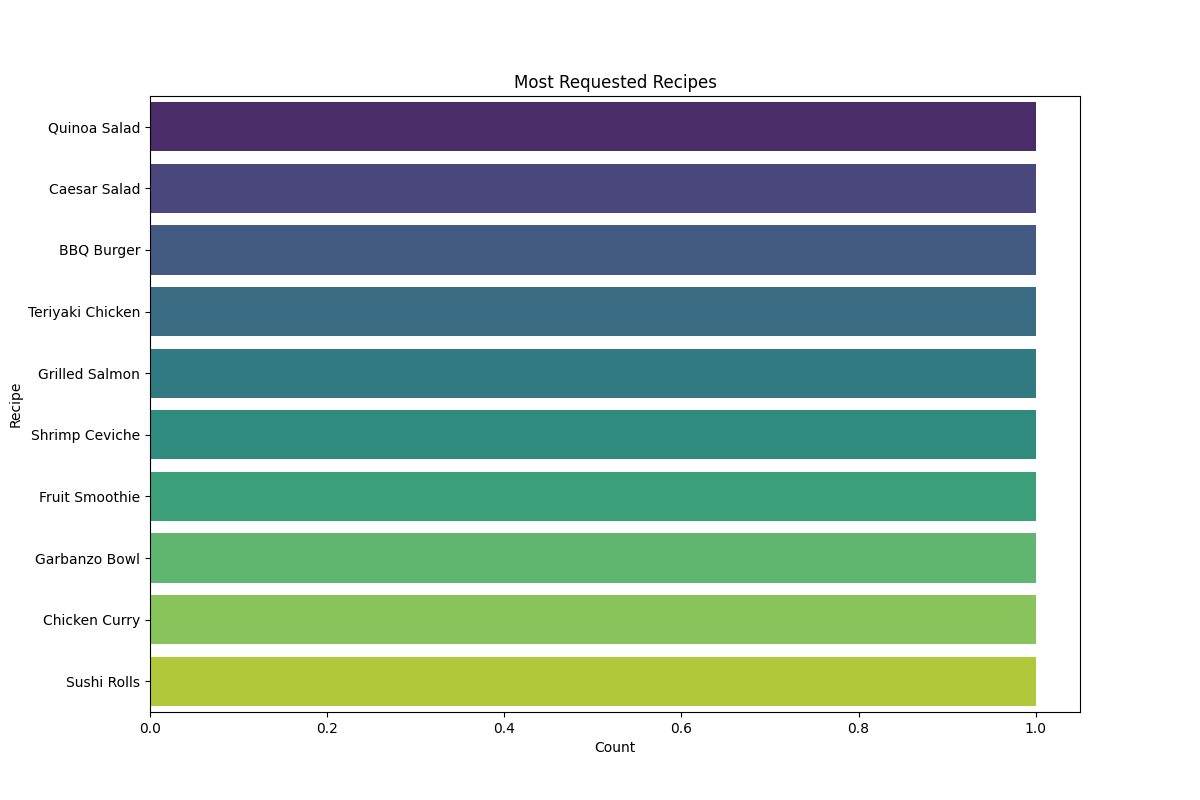 Most Requested Recipes
Quinoa Salad
Caesar Salad
BBQ Burger
Teriyaki Chicken
Grilled Salmon
Shrimp Ceviche
Fruit Smoothie
Garbanzo Bowl
Chicken Curry
Sushi Rolls
Recipe
0.0 0.2 0.4 0.6 0.8 1.0
Count